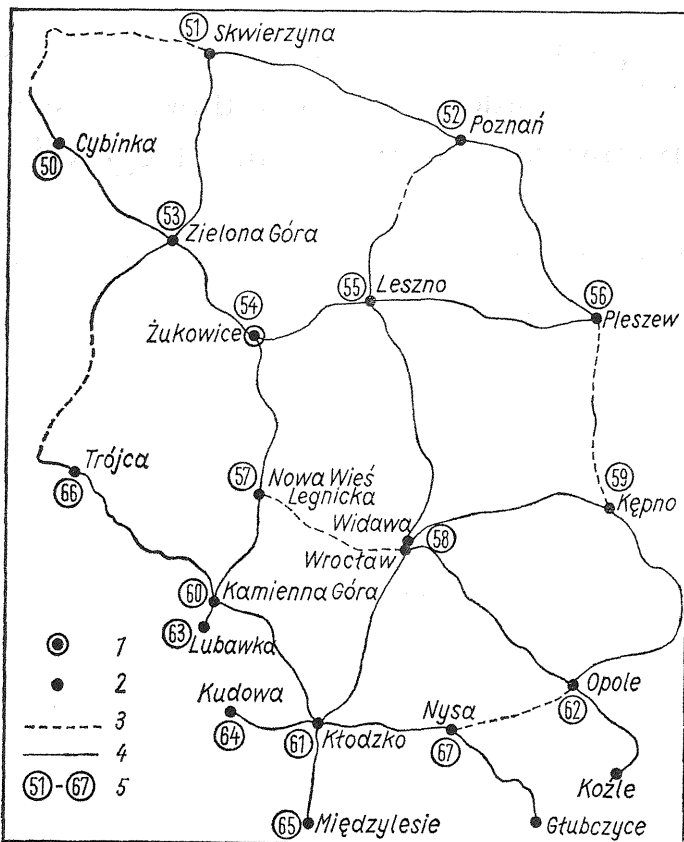 51 Skwierzyna
52 Poznań
50 Cybinka
53 Zielona Góra
54 Żukowice
55 Leszno
56 Pleszew
66 Trójca
57 Nowa Wieś
Legnicka
58 Widawa
Wrocław
59 Kępno
60 Kamienna Góra
63 Lubawka
64 Kudowa
61 Kłodzko
67 Nysa
62 Opole
Koźle
65 Międzylesie
Głubczyce
1
2
3
4
51 - 67 5